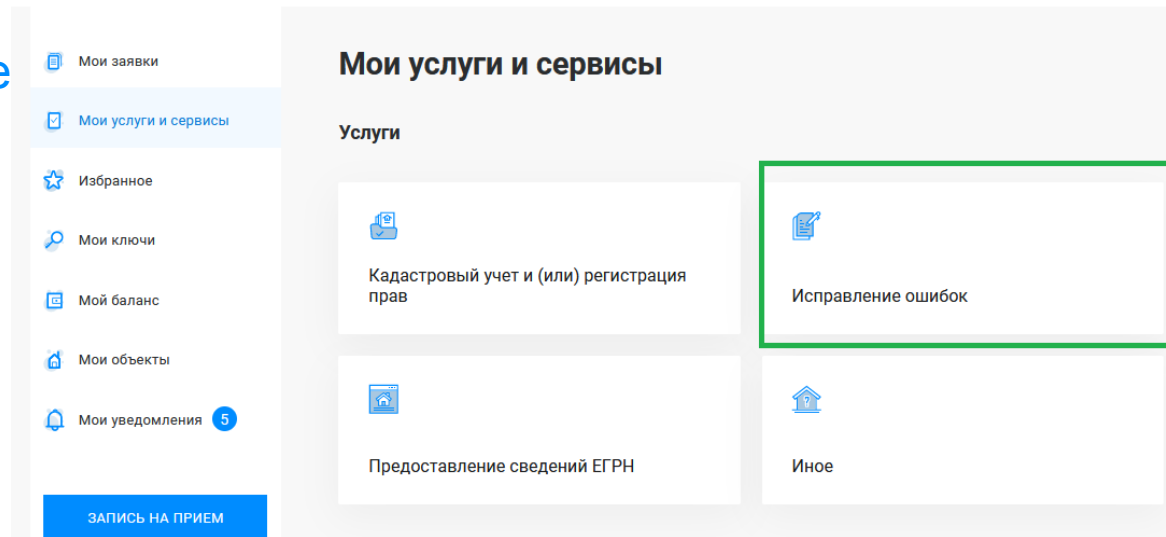 е
Мои заявки
Мои услуги и сервисы
Избранное
Мои ключи
Мой баланс
Мои объекты
Мои уведомления 5
ЗАПИСЬ НА ПРИЕМ
Мои услуги и сервисы
Услуги
Кадастровый учет и (или) регистрация
прав
Исправление ошибок
Предоставление сведений ЕГРН
Иное